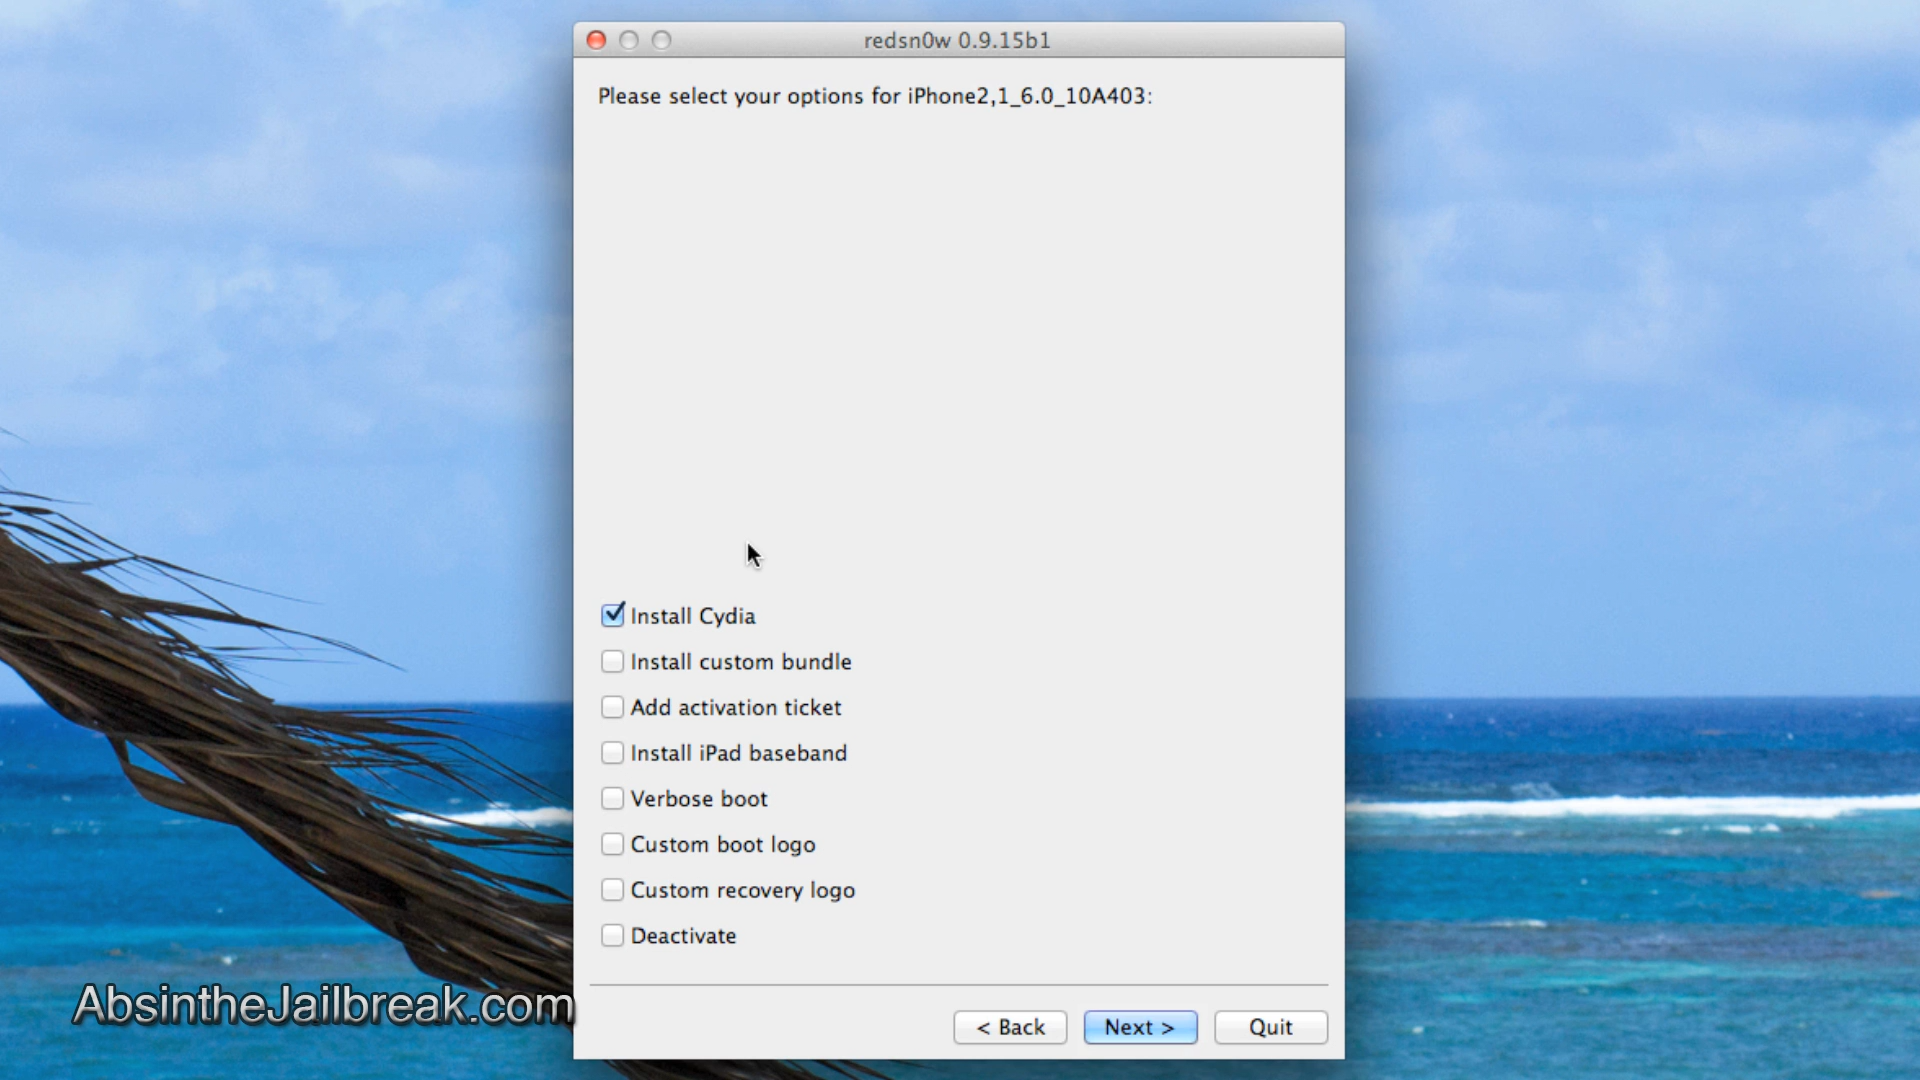 redsn0w 0.9.15b1
Please select your options for iPhone2,1_6.0_10A403:
Install Cydia
Install custom bundle
Add activation ticket
Install iPad baseband
Verbose boot
Custom boot logo
Custom recovery logo
Deactivate
AbsintheJailbreak.com
< Back
Next >
Quit